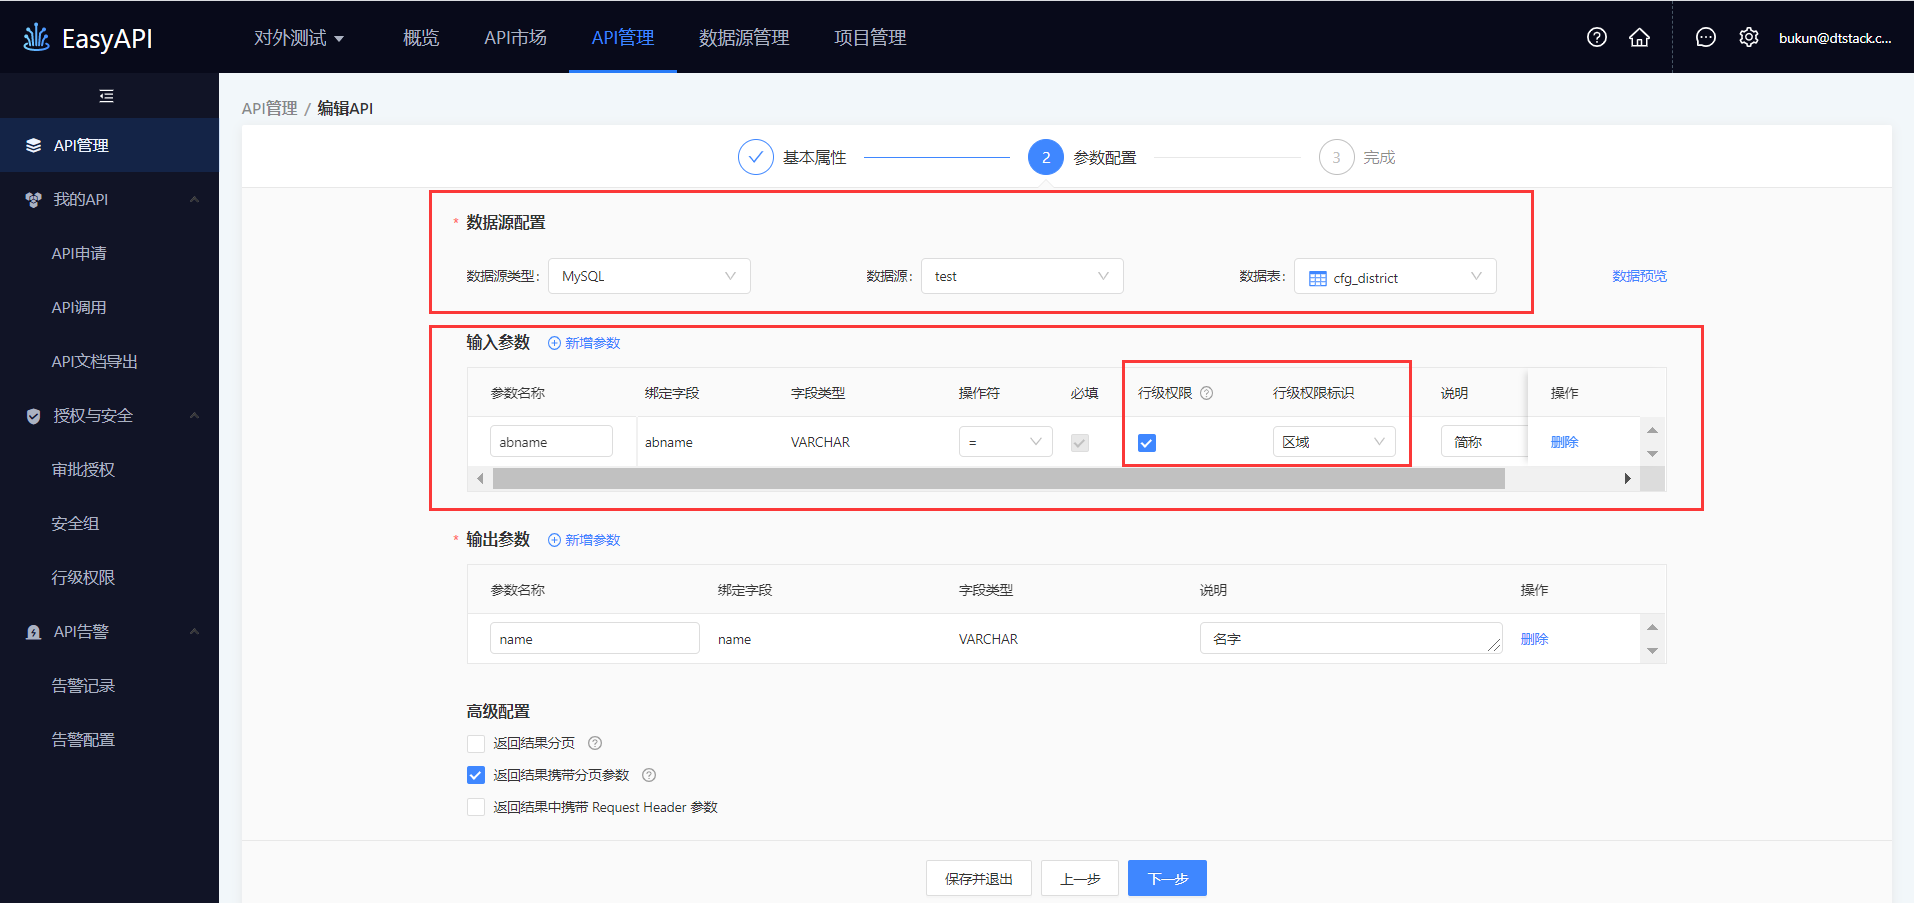 EasyAPI
对外测试
概览
API市场
API管理
数据源管理
项目管理
bukun@dtstack.c...
API管理
我的API
API申请
API调用
API文档导出
授权与安全
审批授权
安全组
行级权限
API告警
告警记录
告警配置
API管理 / 编辑API
基本属性
2 参数配置
3 完成
* 数据源配置
数据源类型: MySQL 数据源: test 数据表: cfg_district 数据预览
输入参数 新增参数
参数名称 绑定字段 字段类型 操作符 必填 行级权限 行级权限标识 说明 操作
abname abname VARCHAR = 区域 简称 删除
* 输出参数 新增参数
参数名称 绑定字段 字段类型 说明 操作
name name VARCHAR 名字 删除
高级配置
返回结果分页
返回结果携带分页参数
返回结果中携带 Request Header 参数
保存并退出 上一步 下一步